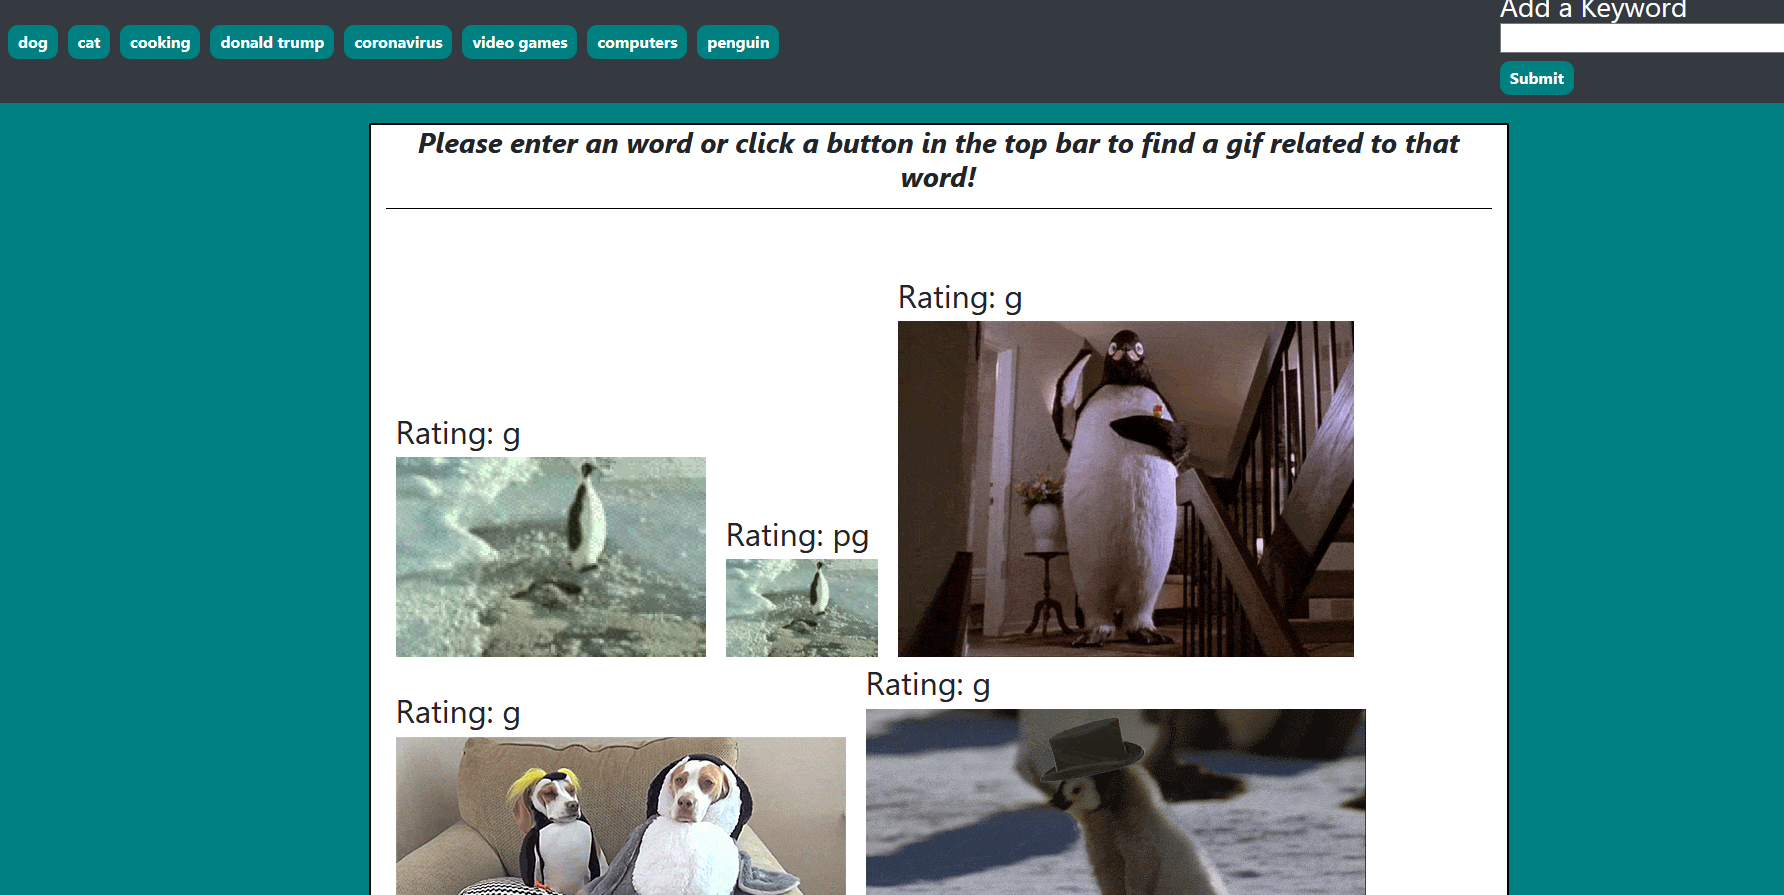 Add a Keyword
dog cat cooking donald trump coronavirus video games computers penguin
Submit
Please enter an word or click a button in the top bar to find a gif related to that
word!
Rating: g
Rating: g
Rating: pg
Rating: g
Rating: g